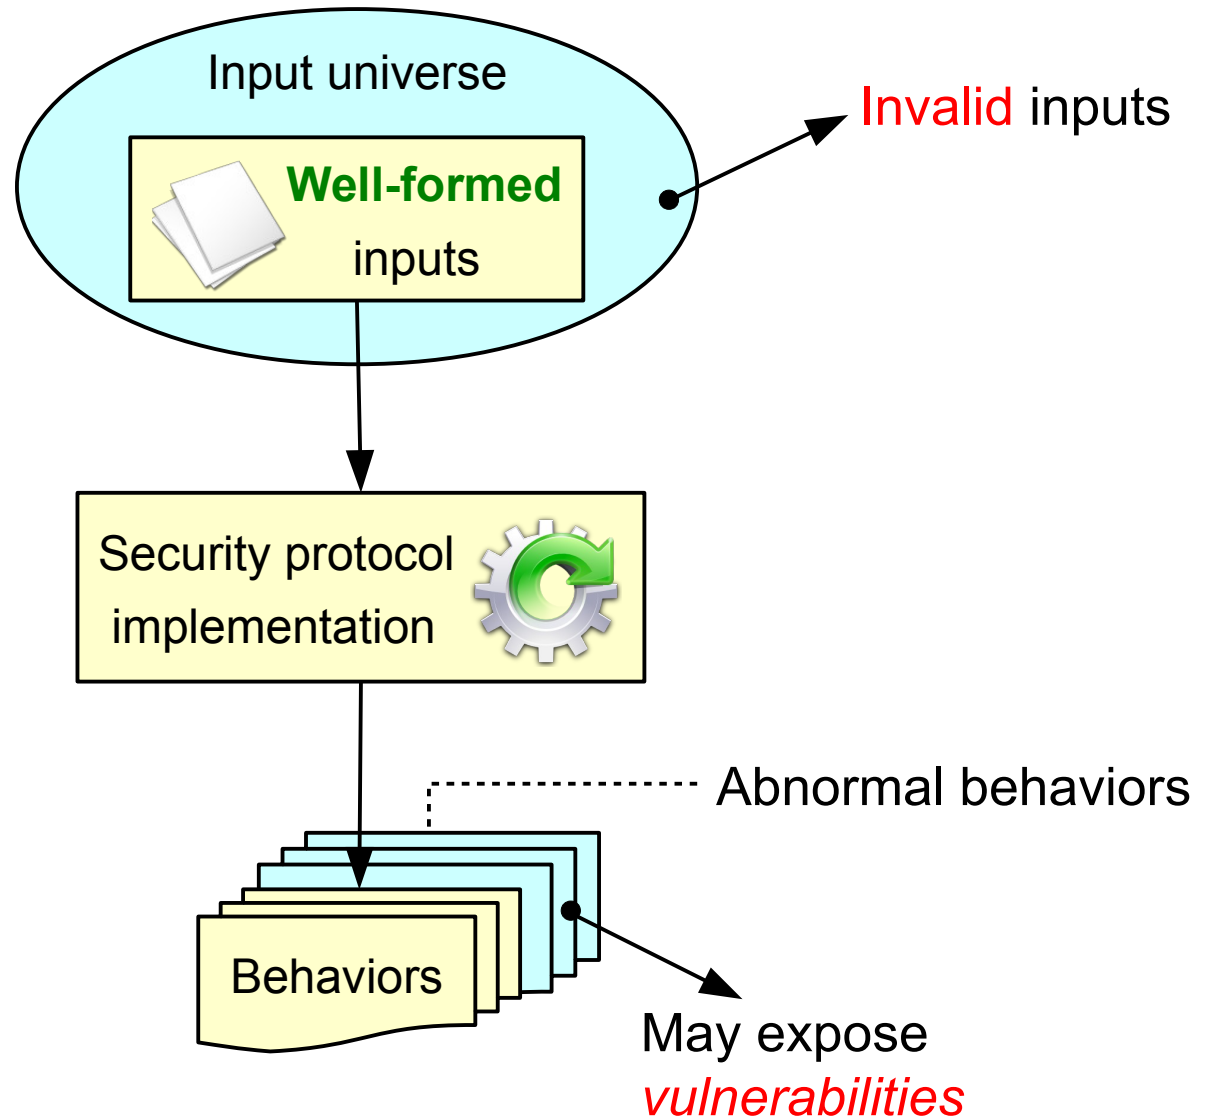 Input universe
Invalid inputs
Well-formed
inputs
Security protocol
implementation
Abnormal behaviors
Behaviors
May expose
vulnerabilities